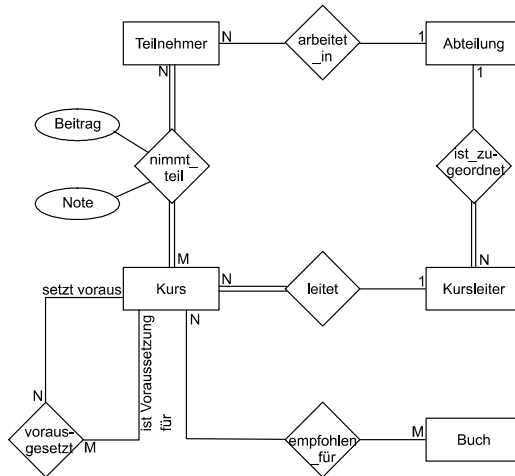 Teilnehmer
N
arbeitet
_in
1
Abteilung
N
1
Beitrag
nimmt_
teil
ist_zu-
geordnet
Note
M
N
Kurs
N
leitet
1
Kursleiter
setzt voraus
N
ist Voraussetzung
für
N
voraus-
gesetzt
M
empfohlen
_für
M
Buch